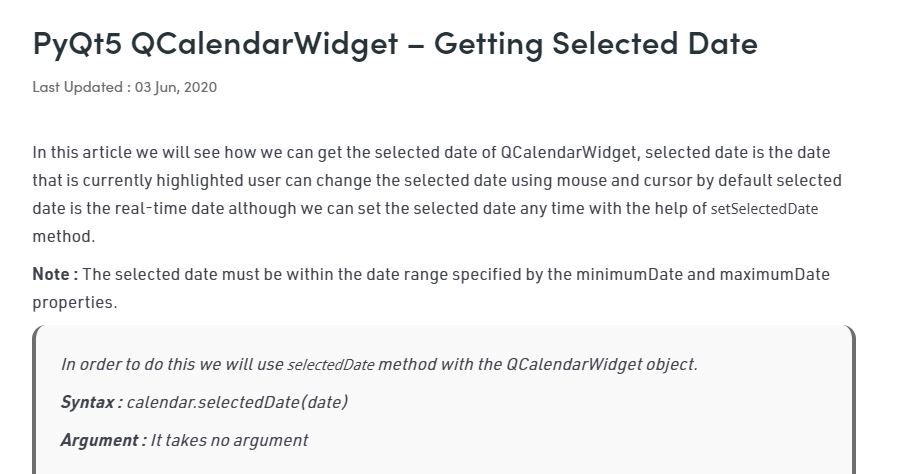 PyQt5 QCalendarWidget – Getting Selected Date
Last Updated : 03 Jun, 2020
In this article we will see how we can get the selected date of QCalendarWidget, selected date is the date
that is currently highlighted user can change the selected date using mouse and cursor by default selected
date is the real-time date although we can set the selected date any time with the help of setSelectedDate
method.
Note : The selected date must be within the date range specified by the minimumDate and maximumDate
properties.
In order to do this we will use selectedDate method with the QCalendarWidget object.
Syntax : calendar.selectedDate(date)
Argument : It takes no argument